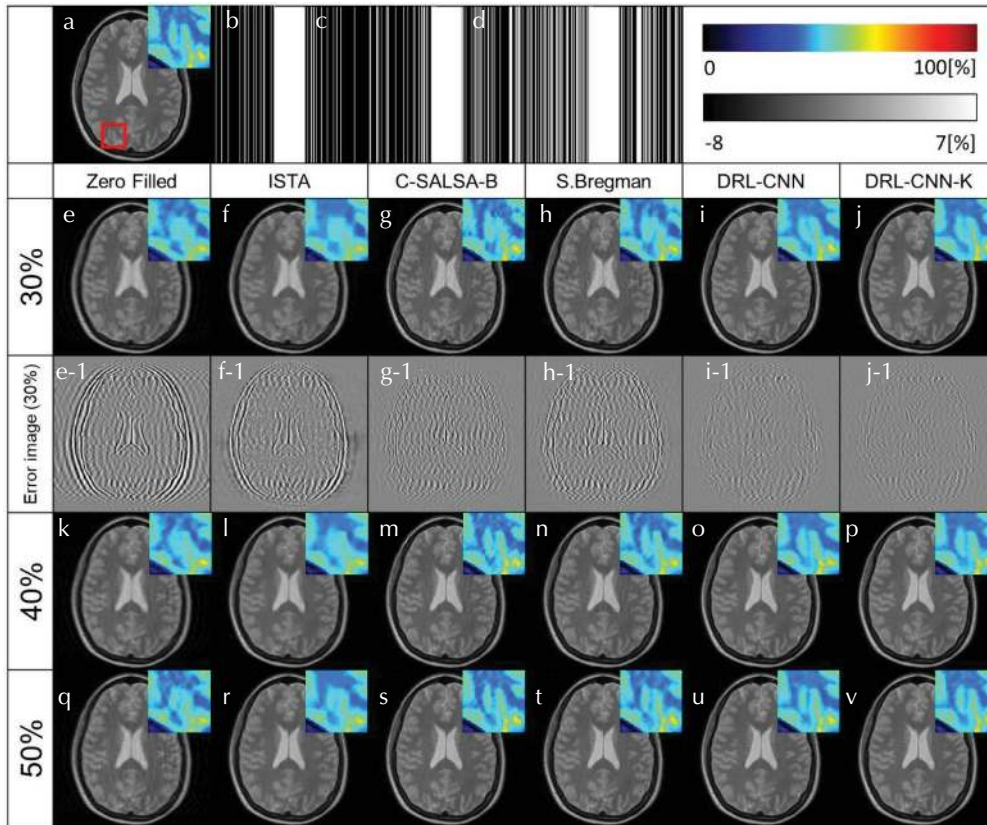 a b c d
0 100[%]
-8 7[%]
Zero Filled ISTA C-SALSA-B S.Bregman DRL-CNN DRL-CNN-K
30%
e f g h i j
Error image (30%)
e-1 f-1 g-1 h-1 i-1 j-1
40%
k l m n o p
50%
q r s t u v